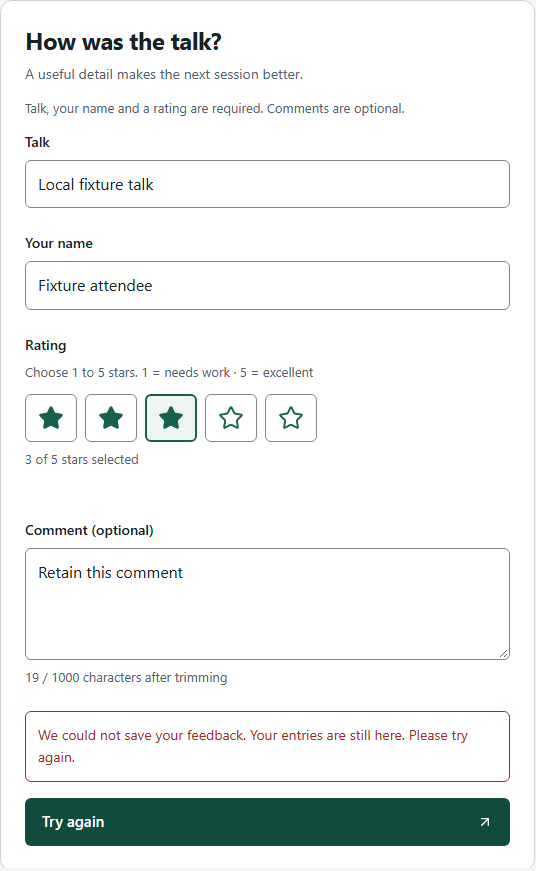 How was the talk?
A useful detail makes the next session better.
Talk, your name and a rating are required. Comments are optional.
Talk
Local fixture talk
Your name
Fixture attendee
Rating
Choose 1 to 5 stars. 1 = needs work · 5 = excellent
3 of 5 stars selected
Comment (optional)
Retain this comment
19 / 1000 characters after trimming
We could not save your feedback. Your entries are still here. Please try
again.
Try again